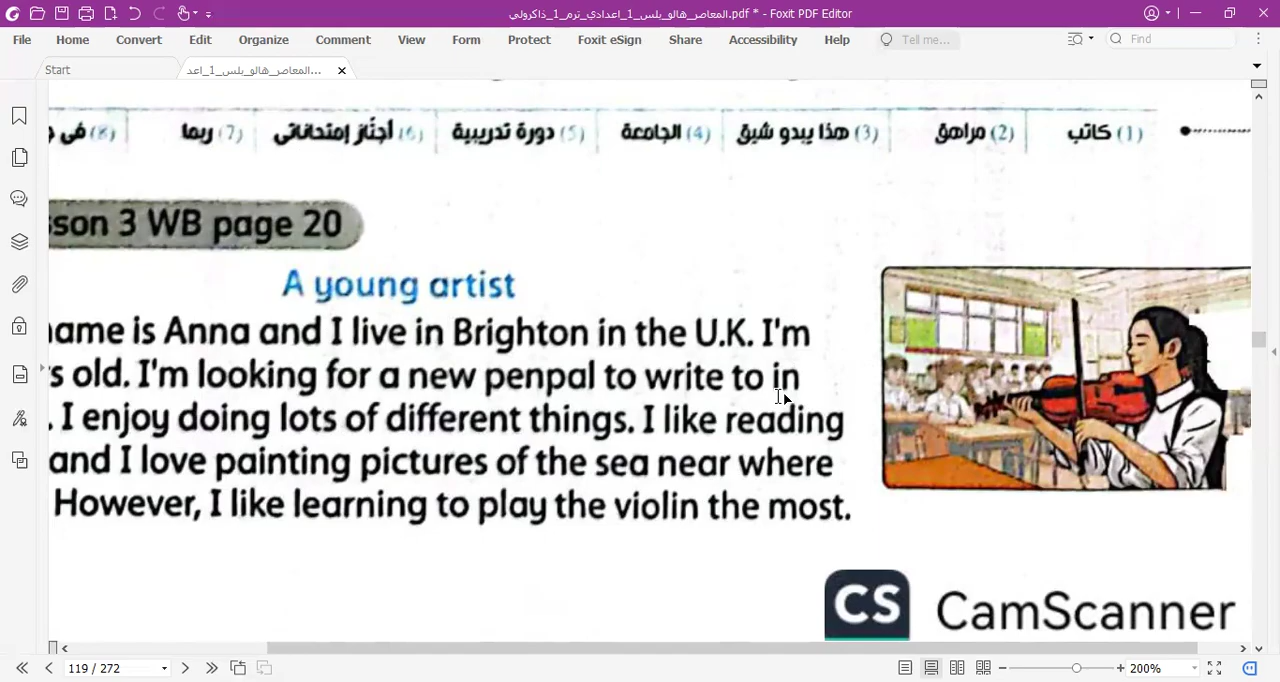 المعاصر_هالو_بلس_1_اعدادي_ترم_1_ذاكرولي.pdf * - Foxit PDF Editor
File Home Convert Edit Organize Comment View Form Protect Foxit eSign Share Accessibility Help Tell me... Find
Start المعاصر_هالو_بلس_1_اعد...
(1) كاتب (2) مراهق (3) هذا يبدو شيق (4) الجامعة (5) دورة تدريبية (6) أجتَاز إمتحاناتى (7) ربما (8) فى
sson 3 WB page 20
A young artist
name is Anna and I live in Brighton in the U.K. I'm
s old. I'm looking for a new penpal to write to in
. I enjoy doing lots of different things. I like reading
and I love painting pictures of the sea near where
However, I like learning to play the violin the most.
CS CamScanner
119 / 272 200%